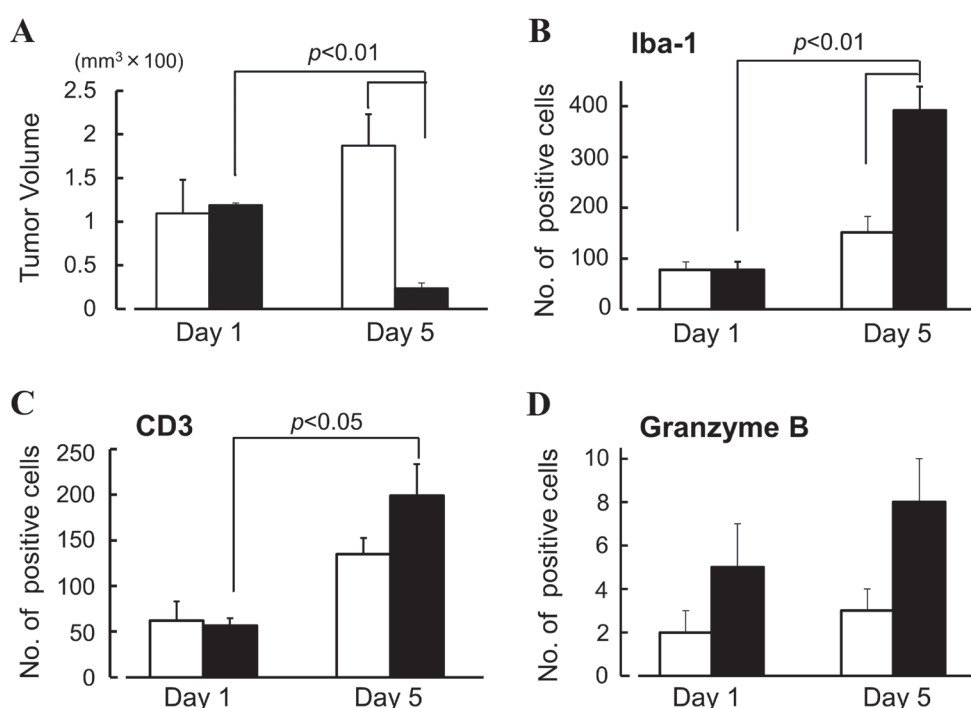 A
(mm³ × 100)
p<0.01
2.5
2
1.5
1
0.5
0
Tumor Volume
Day 1
Day 5
B
Iba-1
p<0.01
400
300
200
100
0
No. of positive cells
Day 1
Day 5
C
CD3
p<0.05
250
200
150
100
50
0
No. of positive cells
Day 1
Day 5
D
Granzyme B
10
8
6
4
2
0
No. of positive cells
Day 1
Day 5